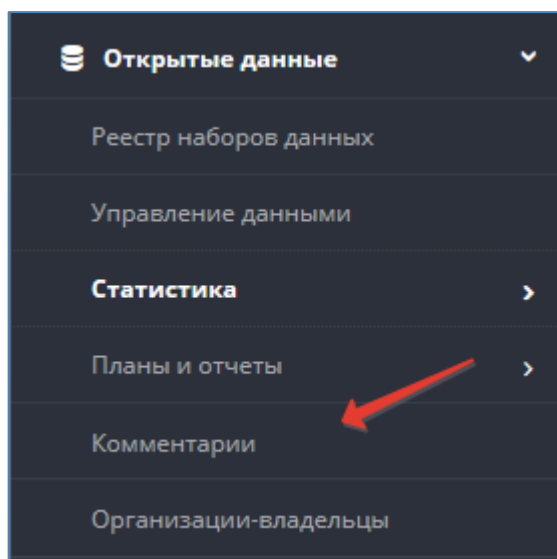 Открытые данные
Реестр наборов данных
Управление данными
Статистика
Планы и отчеты
Комментарии
Организации-владельцы